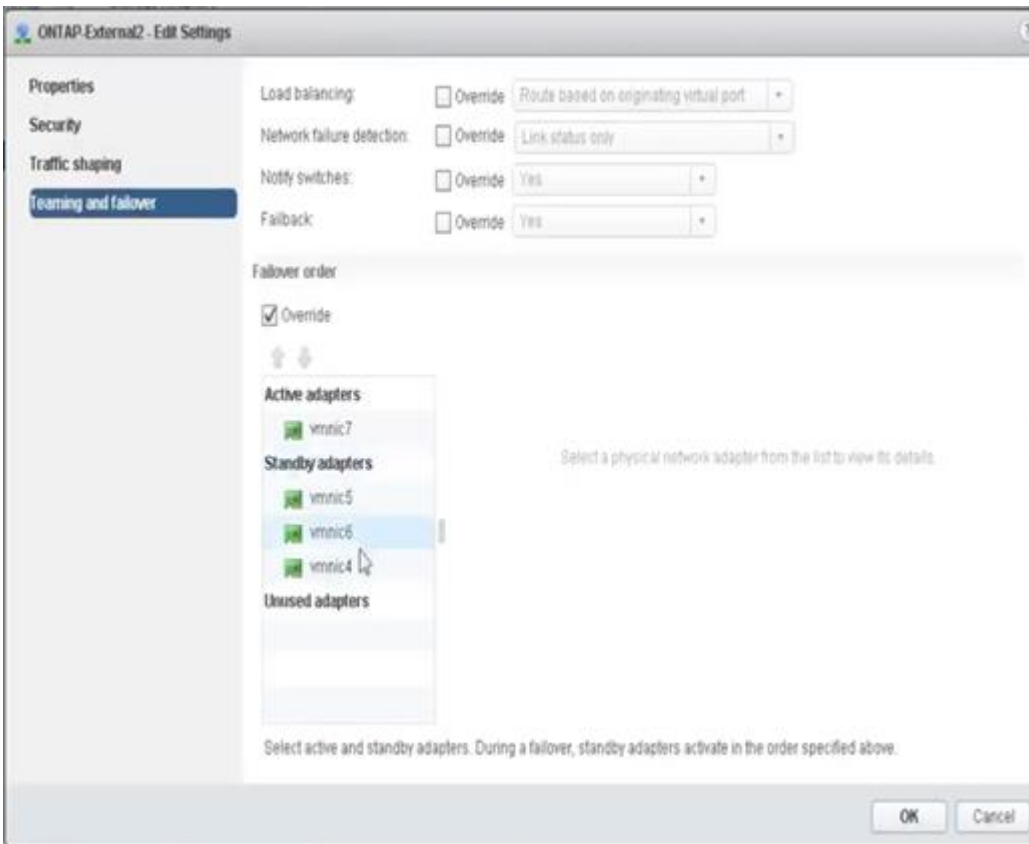 ONTAP-External2 - Edit Settings
Properties
Security
Traffic shaping
Teaming and failover
Load balancing: Override Route based on originating virtual port
Network failure detection: Override Link status only
Notify switches: Override Yes
Failback: Override Yes
Failover order
Override
Active adapters
vmnic7
Standby adapters
vmnic5
vmnic6
vmnic4
Unused adapters
Select a physical network adapter from the list to view its details.
Select active and standby adapters. During a failover, standby adapters activate in the order specified above.
OK Cancel